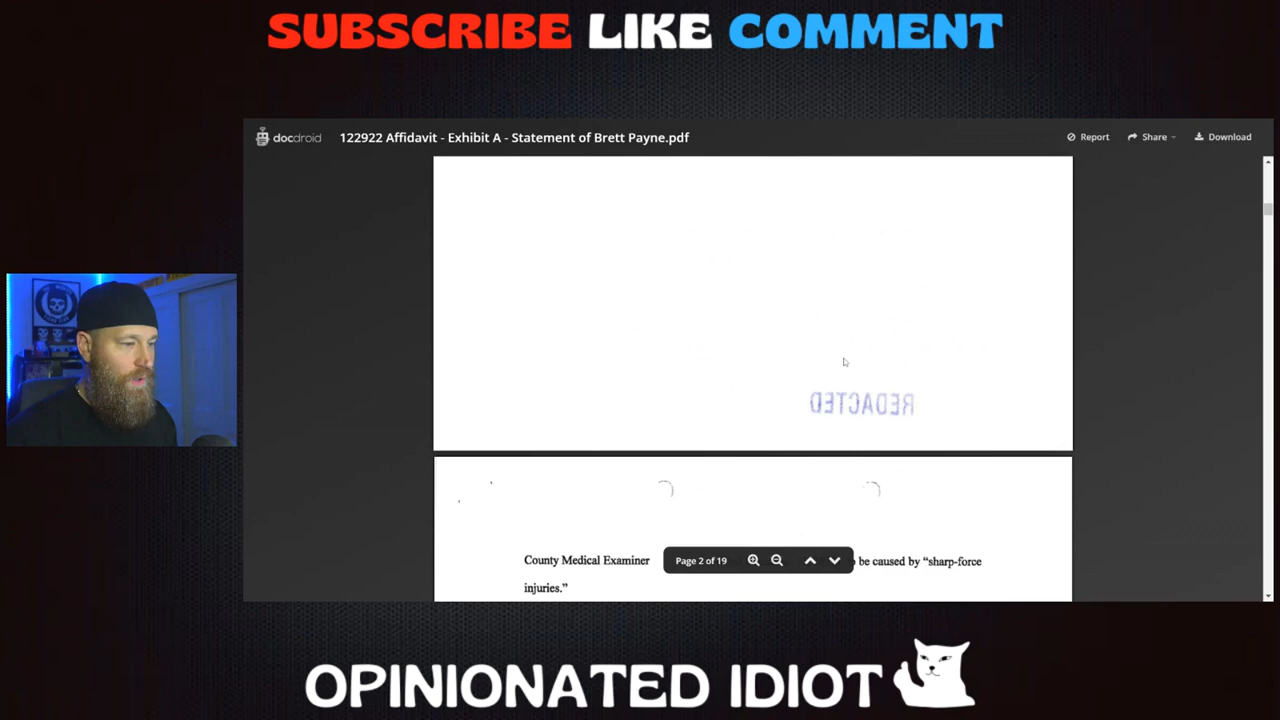 SUBSCRIBE LIKE COMMENT
docdroid
122922 Affidavit - Exhibit A - Statement of Brett Payne.pdf
Report
Share
Download
REDACTED
County Medical Examiner
be caused by “sharp-force
injuries.”
Page 2 of 19
OPINIONATED IDIOT